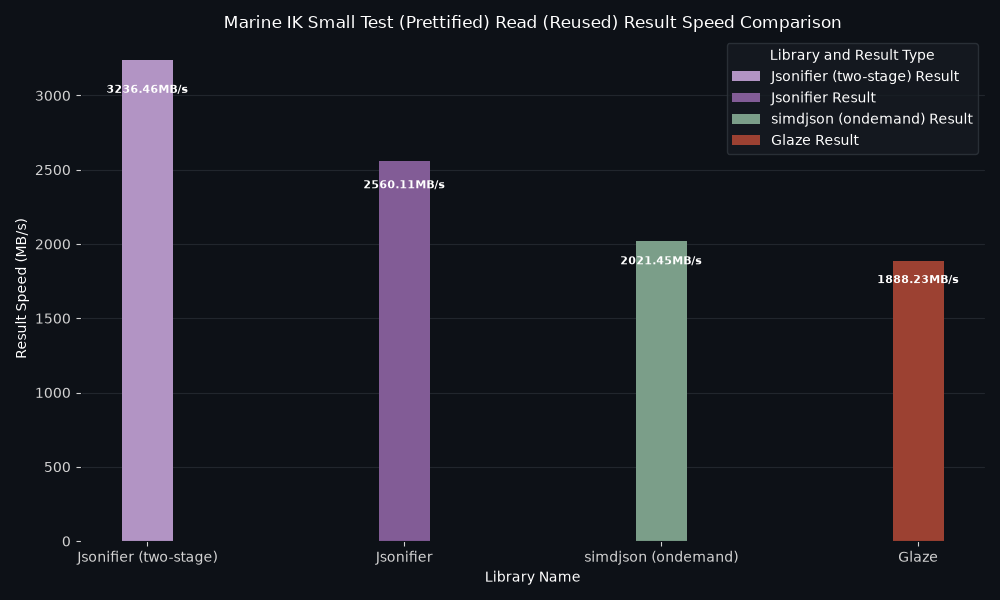 Marine IK Small Test (Prettified) Read (Reused) Result Speed Comparison
Library and Result Type
Jsonifier (two-stage) Result
Jsonifier Result
simdjson (ondemand) Result
Glaze Result
Result Speed (MB/s)
3000
2500
2000
1500
1000
500
0
3236.46MB/s
2560.11MB/s
2021.45MB/s
1888.23MB/s
Jsonifier (two-stage)
Jsonifier
simdjson (ondemand)
Glaze
Library Name